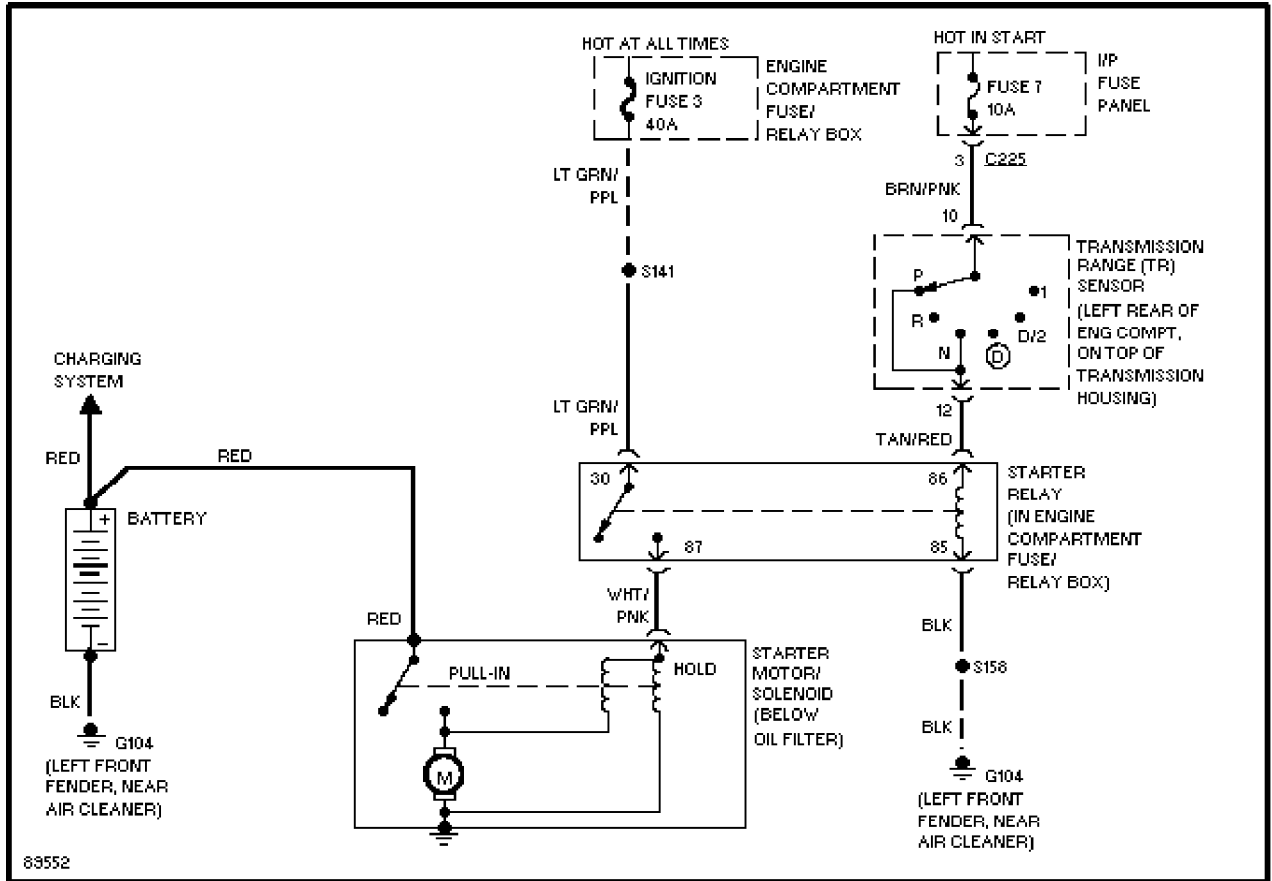 HOT AT ALL TIMES
IGNITION
FUSE 3
40A
ENGINE
COMPARTMENT
FUSE/
RELAY BOX
HOT IN START
FUSE 7
10A
I/P
FUSE
PANEL
3 C225
LT GRN/
PPL
BRN/PNK
10
S141
TRANSMISSION
RANGE (TR)
SENSOR
(LEFT REAR OF
ENG COMPT,
ON TOP OF
TRANSMISSION
HOUSING)
P
1
R
D/2
N
D
12
CHARGING
SYSTEM
LT GRN/
PPL
TAN/RED
RED
RED
30
86
STARTER
RELAY
(IN ENGINE
COMPARTMENT
FUSE/
RELAY BOX)
+
BATTERY
87
85
-
WHT/
PNK
RED
BLK
PULL-IN
HOLD
STARTER
MOTOR/
SOLENOID
(BELOW
OIL FILTER)
S158
BLK
BLK
G104
(LEFT FRONT
FENDER, NEAR
AIR CLEANER)
M
G104
(LEFT FRONT
FENDER, NEAR
AIR CLEANER)
89552